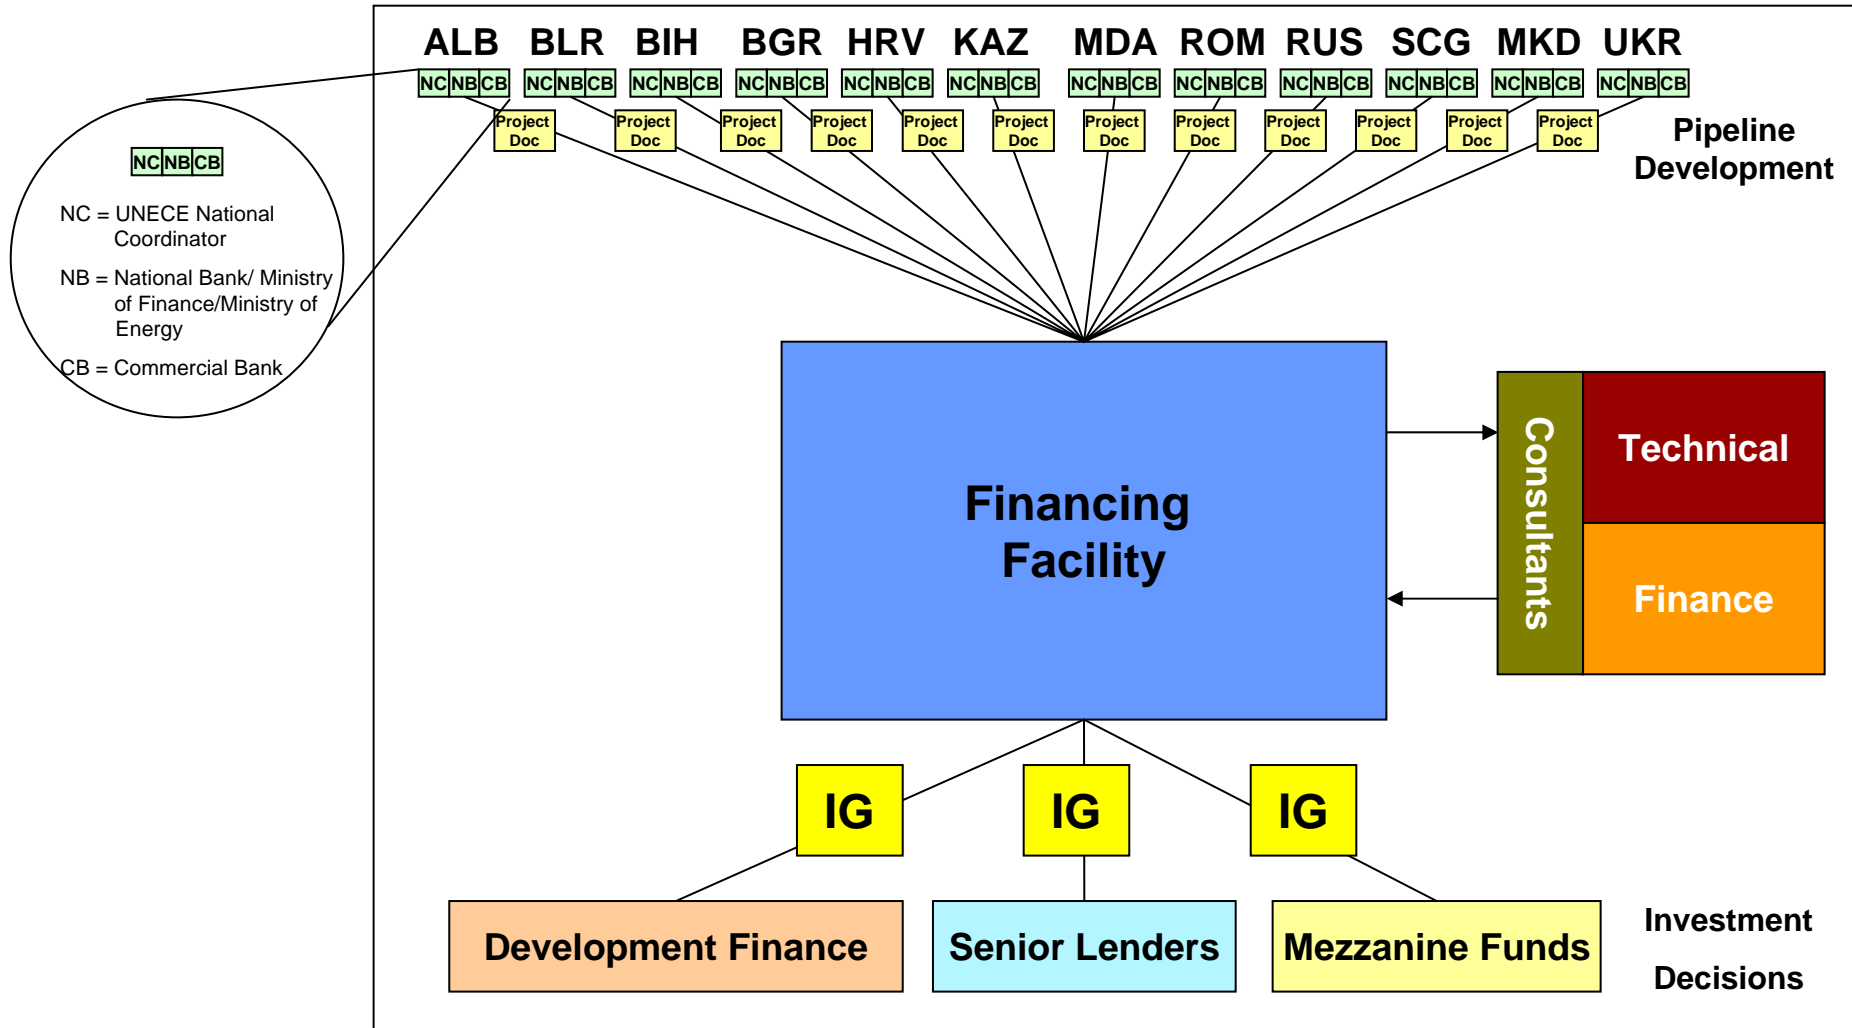 ALB BLR BIH BGR HRV KAZ MDA ROM RUS SCG MKD UKR
NC NB CB NC NB CB NC NB CB NC NB CB NC NB CB NC NB CB NC NB CB NC NB CB NC NB CB NC NB CB NC NB CB NC NB CB
Project Project Project Project Project Project Project Project Project Project Project Project
Doc Doc Doc Doc Doc Doc Doc Doc Doc Doc Doc Doc
Pipeline
Development
NC NB CB
NC = UNECE National
Coordinator
NB = National Bank/ Ministry
of Finance/Ministry of
Energy
CB = Commercial Bank
Financing
Facility
Consultants
Technical
Finance
IG IG IG
Development Finance
Senior Lenders
Mezzanine Funds
Investment
Decisions